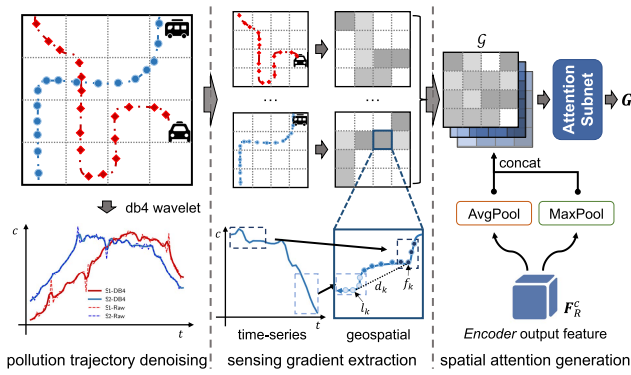 db4 wavelet
c
S1-DB4
S2-DB4
S1-Raw
S2-Raw
t
pollution trajectory denoising
...
...
c
t
l_k
d_k
f_k
time-series
geospatial
sensing gradient extraction
𝒢
Attention
Subnet
G
concat
AvgPool
MaxPool
F_R^c
Encoder output feature
spatial attention generation